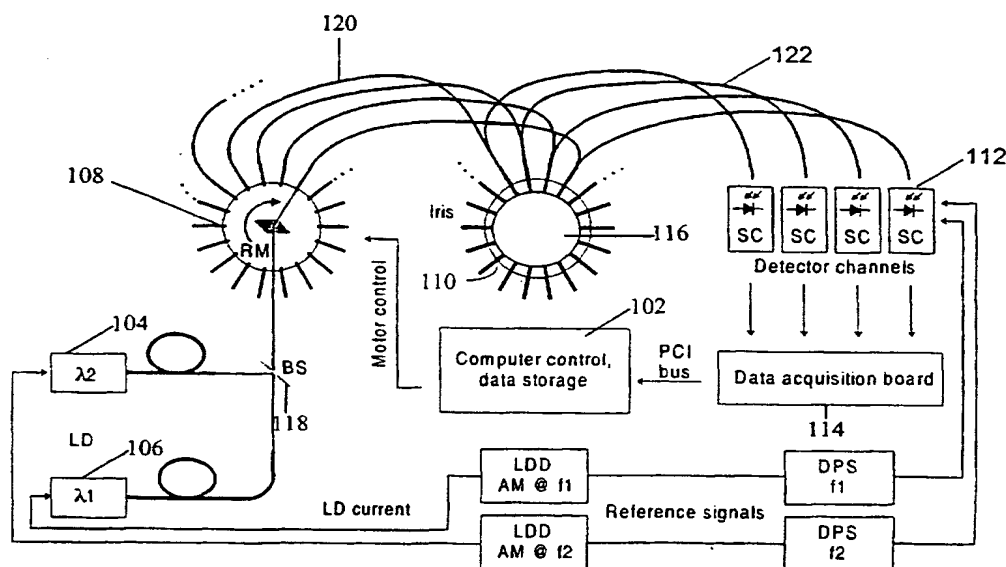 120
122
108
112
Iris
RM
116
SC SC SC SC
Detector channels
110
Motor control
102
104
Computer control,
data storage
PCI
bus
Data acquisition board
λ2
BS
118
114
LD
106
λ1
LDD
AM @ f1
DPS
f1
LD current
Reference signals
LDD
AM @ f2
DPS
f2